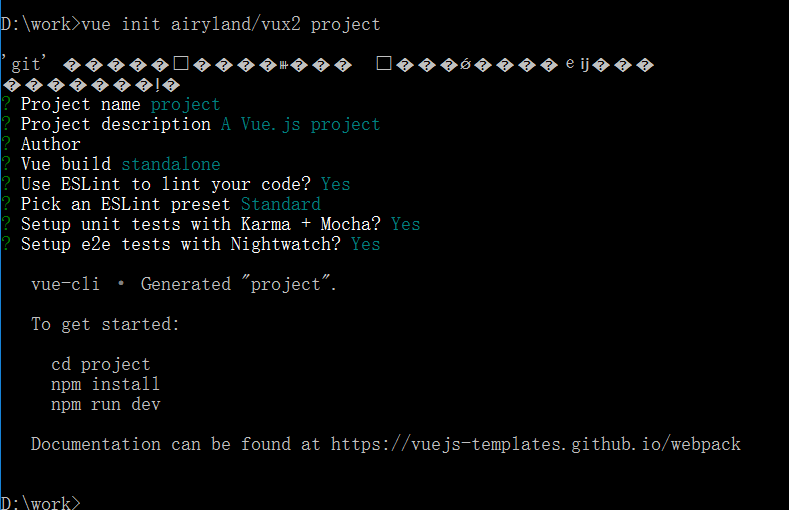 D:\work>vue init airyland/vux2 project
'git'
? Project name project
? Project description A Vue.js project
? Author
? Vue build standalone
? Use ESLint to lint your code? Yes
? Pick an ESLint preset Standard
? Setup unit tests with Karma + Mocha? Yes
? Setup e2e tests with Nightwatch? Yes
vue-cli · Generated "project".
To get started:
cd project
npm install
npm run dev
Documentation can be found at https://vuejs-templates.github.io/webpack
D:\work>